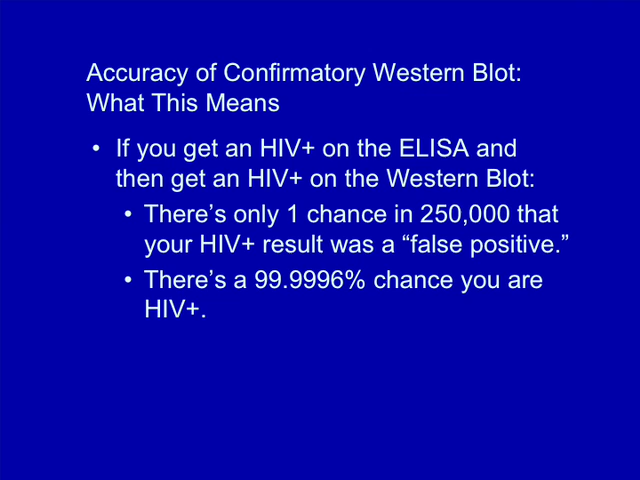 Accuracy of Confirmatory Western Blot:
What This Means
• If you get an HIV+ on the ELISA and
then get an HIV+ on the Western Blot:
• There’s only 1 chance in 250,000 that
your HIV+ result was a “false positive.”
• There’s a 99.9996% chance you are
HIV+.